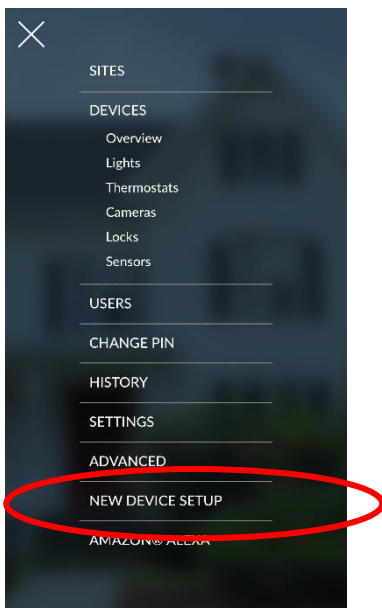 SITES
DEVICES
Overview
Lights
Thermostats
Cameras
Locks
Sensors
USERS
CHANGE PIN
HISTORY
SETTINGS
ADVANCED
NEW DEVICE SETUP
AMAZON® ALEXA